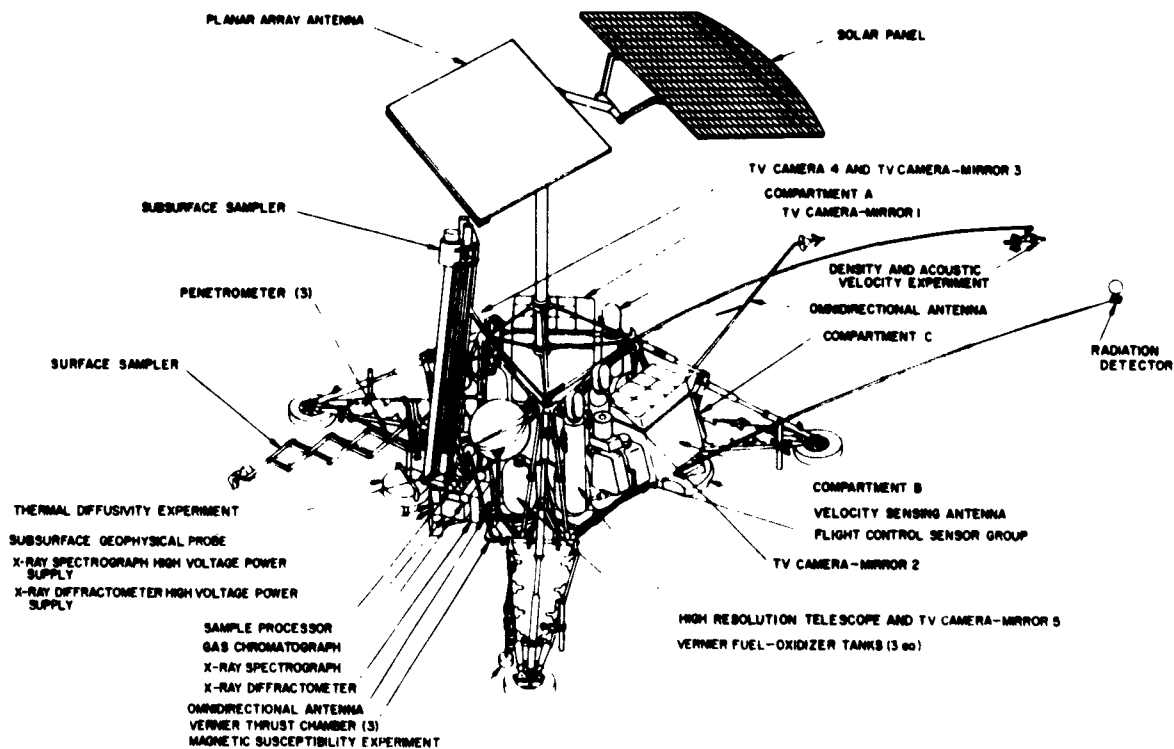 PLANAR ARRAY ANTENNA
SOLAR PANEL
TV CAMERA 4 AND TV CAMERA-MIRROR 3
COMPARTMENT A
TV CAMERA-MIRROR 1
SUBSURFACE SAMPLER
DENSITY AND ACOUSTIC
VELOCITY EXPERIMENT
PENETROMETER (3)
OMNIDIRECTIONAL ANTENNA
COMPARTMENT C
RADIATION
DETECTOR
SURFACE SAMPLER
COMPARTMENT B
THERMAL DIFFUSIVITY EXPERIMENT
VELOCITY SENSING ANTENNA
FLIGHT CONTROL SENSOR GROUP
SUBSURFACE GEOPHYSICAL PROBE
X-RAY SPECTROGRAPH HIGH VOLTAGE POWER
SUPPLY
TV CAMERA-MIRROR 2
X-RAY DIFFRACTOMETER HIGH VOLTAGE POWER
SUPPLY
HIGH RESOLUTION TELESCOPE AND TV CAMERA-MIRROR 5
SAMPLE PROCESSOR
VERNIER FUEL-OXIDIZER TANKS (3 ea)
GAS CHROMATOGRAPH
X-RAY SPECTROGRAPH
X-RAY DIFFRACTOMETER
OMNIDIRECTIONAL ANTENNA
VERNIER THRUST CHAMBER (3)
MAGNETIC SUSCEPTIBILITY EXPERIMENT